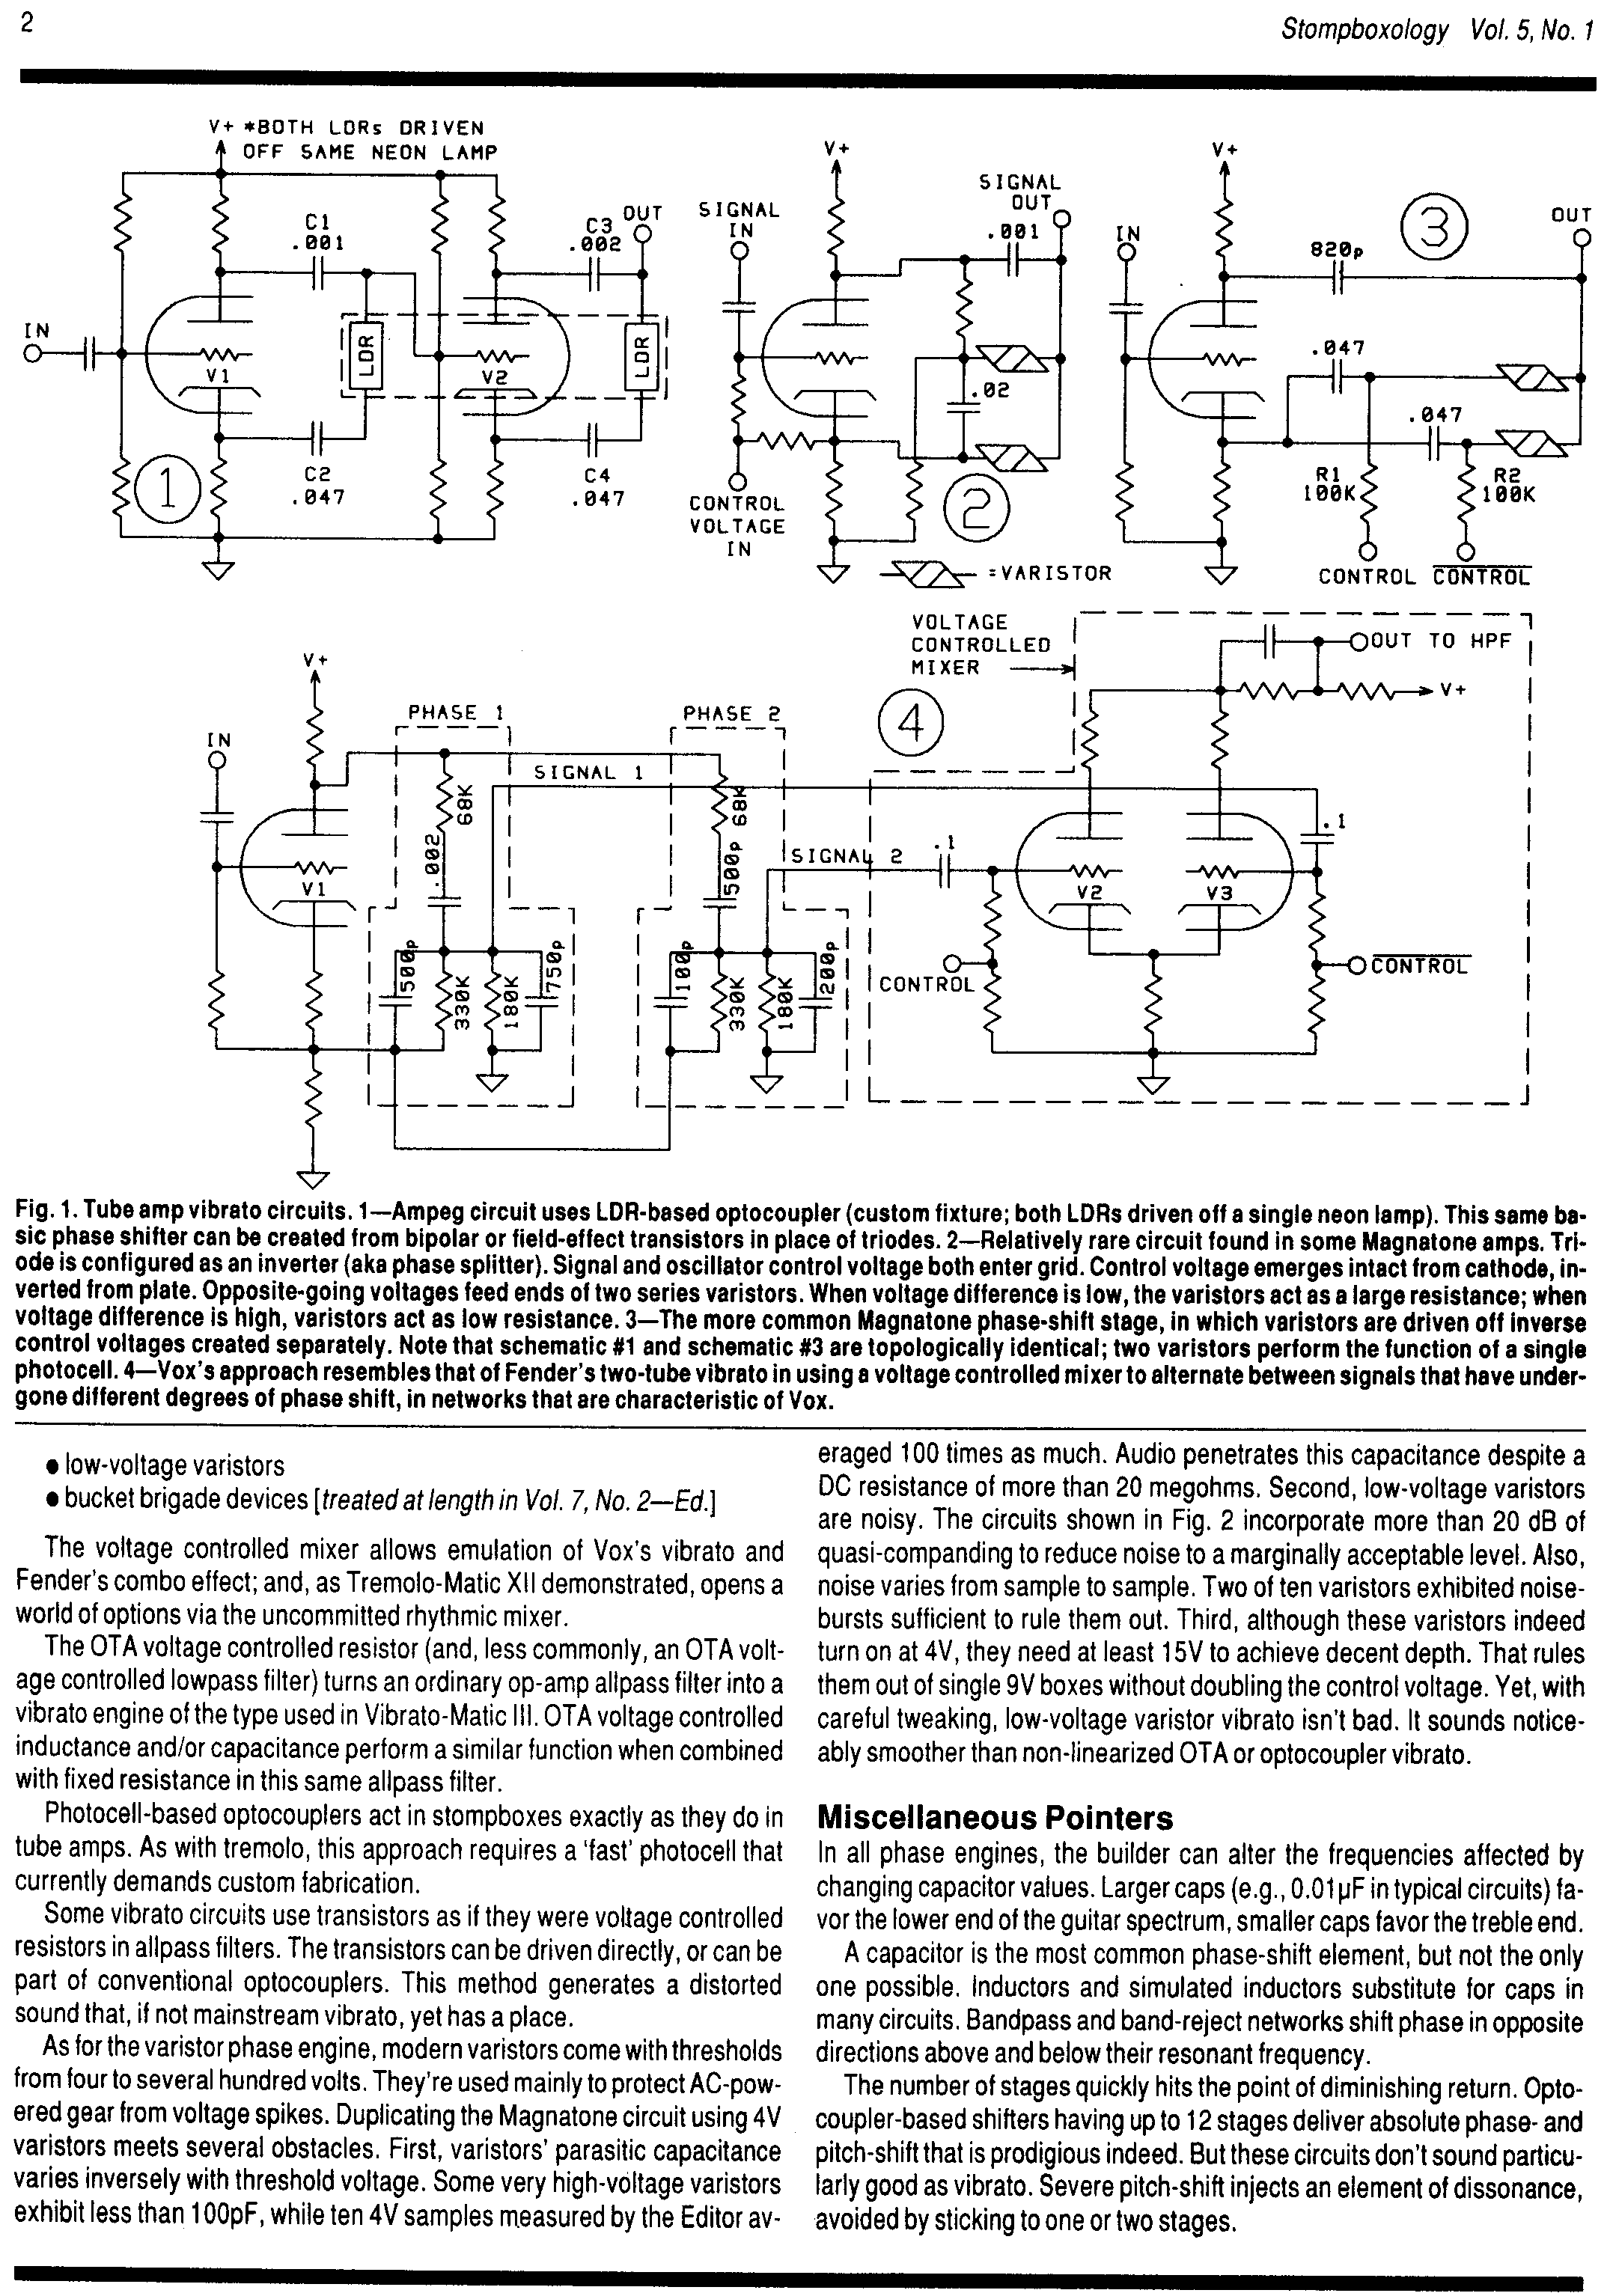 2
Stompboxology Vol. 5, No. 1
V+ *BOTH LDRs DRIVEN
OFF SAME NEON LAMP
C1
.001
C3
.002
OUT
IN
V1
LDR
V2
LDR
1
C2
.047
C4
.047
V+
SIGNAL
IN
SIGNAL
OUT
.001
.02
CONTROL
VOLTAGE
IN
2
=VARISTOR
V+
IN
3
OUT
820p
.047
.047
R1
100K
R2
100K
CONTROL
CONTROL
VOLTAGE
CONTROLLED
MIXER
OUT TO HPF
V+
V+
PHASE 1
PHASE 2
4
IN
SIGNAL 1
68K
68K
.002
500p
SIGNAL 2
.1
.1
V1
V2
V3
500p
330K
180K
750p
100p
330K
180K
200p
CONTROL
CONTROL
Fig. 1. Tube amp vibrato circuits. 1—Ampeg circuit uses LDR-based optocoupler (custom fixture; both LDRs driven off a single neon lamp). This same ba-
sic phase shifter can be created from bipolar or field-effect transistors in place of triodes. 2—Relatively rare circuit found in some Magnatone amps. Tri-
ode is configured as an inverter (aka phase splitter). Signal and oscillator control voltage both enter grid. Control voltage emerges intact from cathode, in-
verted from plate. Opposite-going voltages feed ends of two series varistors. When voltage difference is low, the varistors act as a large resistance; when
voltage difference is high, varistors act as low resistance. 3—The more common Magnatone phase-shift stage, in which varistors are driven off inverse
control voltages created separately. Note that schematic #1 and schematic #3 are topologically identical; two varistors perform the function of a single
photocell. 4—Vox's approach resembles that of Fender's two-tube vibrato in using a voltage controlled mixer to alternate between signals that have under-
gone different degrees of phase shift, in networks that are characteristic of Vox.
● low-voltage varistors
● bucket brigade devices [treated at length in Vol. 7, No. 2—Ed.]
The voltage controlled mixer allows emulation of Vox's vibrato and
Fender's combo effect; and, as Tremolo-Matic XII demonstrated, opens a
world of options via the uncommitted rhythmic mixer.
The OTA voltage controlled resistor (and, less commonly, an OTA volt-
age controlled lowpass filter) turns an ordinary op-amp allpass filter into a
vibrato engine of the type used in Vibrato-Matic III. OTA voltage controlled
inductance and/or capacitance perform a similar function when combined
with fixed resistance in this same allpass filter.
Photocell-based optocouplers act in stompboxes exactly as they do in
tube amps. As with tremolo, this approach requires a 'fast' photocell that
currently demands custom fabrication.
Some vibrato circuits use transistors as if they were voltage controlled
resistors in allpass filters. The transistors can be driven directly, or can be
part of conventional optocouplers. This method generates a distorted
sound that, if not mainstream vibrato, yet has a place.
As for the varistor phase engine, modern varistors come with thresholds
from four to several hundred volts. They're used mainly to protect AC-pow-
ered gear from voltage spikes. Duplicating the Magnatone circuit using 4V
varistors meets several obstacles. First, varistors' parasitic capacitance
varies inversely with threshold voltage. Some very high-voltage varistors
exhibit less than 100pF, while ten 4V samples measured by the Editor av-
eraged 100 times as much. Audio penetrates this capacitance despite a
DC resistance of more than 20 megohms. Second, low-voltage varistors
are noisy. The circuits shown in Fig. 2 incorporate more than 20 dB of
quasi-companding to reduce noise to a marginally acceptable level. Also,
noise varies from sample to sample. Two of ten varistors exhibited noise-
bursts sufficient to rule them out. Third, although these varistors indeed
turn on at 4V, they need at least 15V to achieve decent depth. That rules
them out of single 9V boxes without doubling the control voltage. Yet, with
careful tweaking, low-voltage varistor vibrato isn't bad. It sounds notice-
ably smoother than non-linearized OTA or optocoupler vibrato.
Miscellaneous Pointers
In all phase engines, the builder can alter the frequencies affected by
changing capacitor values. Larger caps (e.g., 0.01µF in typical circuits) fa-
vor the lower end of the guitar spectrum, smaller caps favor the treble end.
A capacitor is the most common phase-shift element, but not the only
one possible. Inductors and simulated inductors substitute for caps in
many circuits. Bandpass and band-reject networks shift phase in opposite
directions above and below their resonant frequency.
The number of stages quickly hits the point of diminishing return. Opto-
coupler-based shifters having up to 12 stages deliver absolute phase- and
pitch-shift that is prodigious indeed. But these circuits don't sound particu-
larly good as vibrato. Severe pitch-shift injects an element of dissonance,
avoided by sticking to one or two stages.